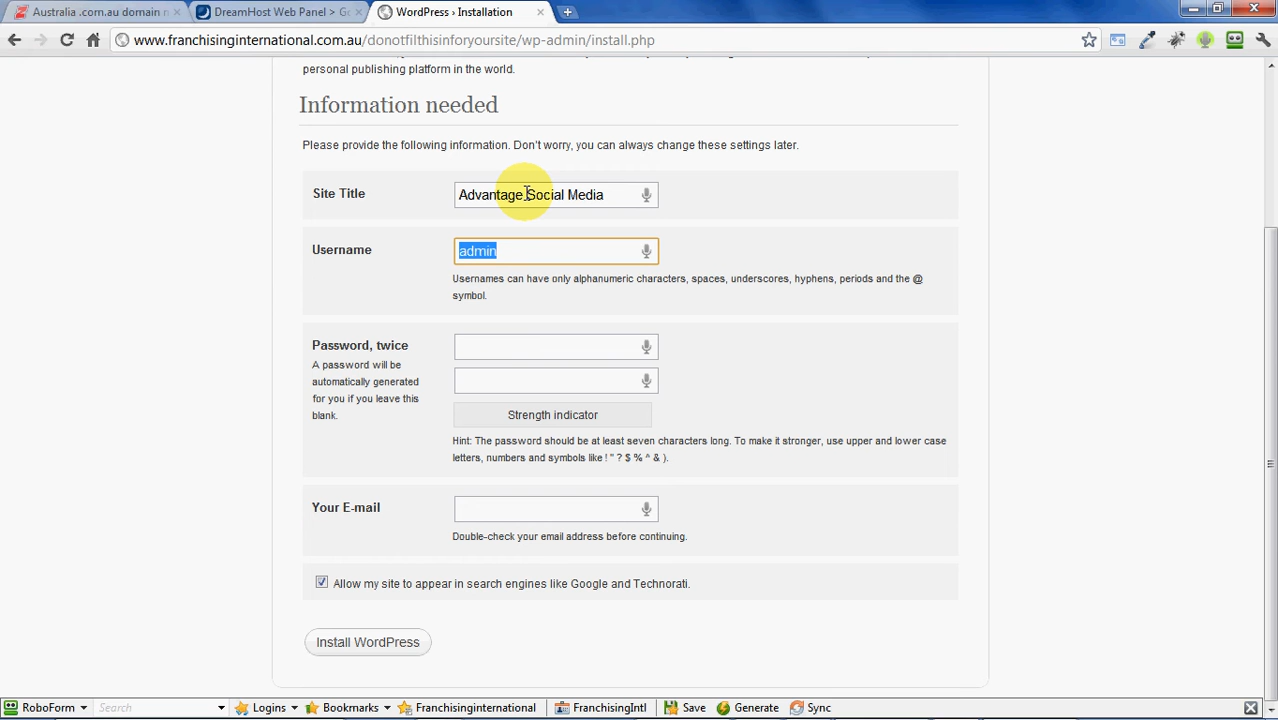 Australia .com.au domain n
DreamHost Web Panel > Go
WordPress › Installation
www.franchisinginternational.com.au/donotfilthisinforyoursite/wp-admin/install.php
personal publishing platform in the world.
Information needed
Please provide the following information. Don't worry, you can always change these settings later.
Site Title
Advantage Social Media
Username
admin
Usernames can have only alphanumeric characters, spaces, underscores, hyphens, periods and the @
symbol.
Password, twice
A password will be
automatically generated
for you if you leave this
blank.
Strength indicator
Hint: The password should be at least seven characters long. To make it stronger, use upper and lower case
letters, numbers and symbols like ! " ? $ % ^ & ).
Your E-mail
Double-check your email address before continuing.
Allow my site to appear in search engines like Google and Technorati.
Install WordPress
RoboForm Search Logins Bookmarks Franchisinginternational FranchisingIntl Save Generate Sync